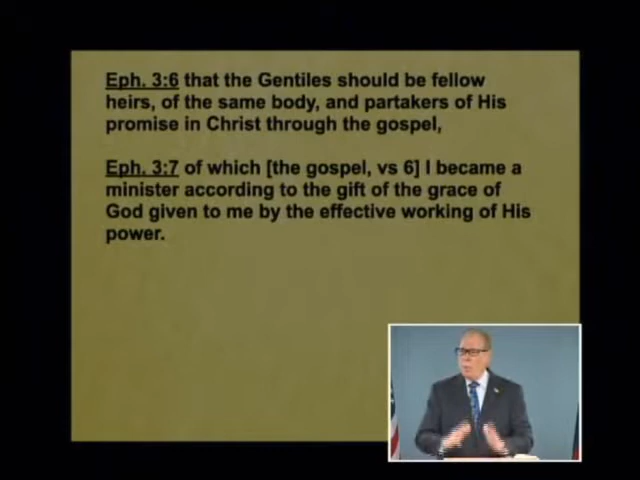 Eph. 3:6 that the Gentiles should be fellow
heirs, of the same body, and partakers of His
promise in Christ through the gospel,
Eph. 3:7 of which [the gospel, vs 6] I became a
minister according to the gift of the grace of
God given to me by the effective working of His
power.